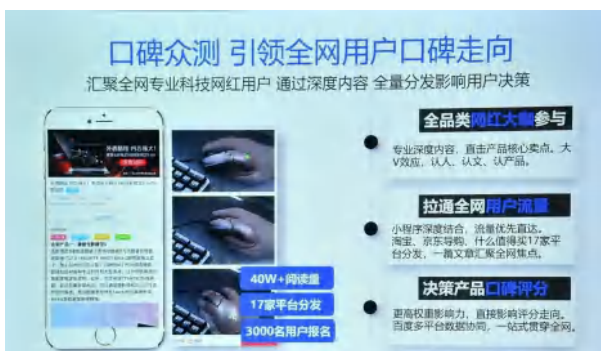 口碑众测 引领全网用户口碑走向
汇聚全网专业科技网红用户 通过深度内容 全量分发影响用户决策
全品类网红大咖参与
专业深度内容，直击产品核心卖点。大
V效应，认人、认文、认产品。
拉通全网用户流量
小程序深度结合，流量优先直达。
淘宝、京东导购、什么值得买17家平
台分发，一篇文章汇聚全网焦点。
决策产品口碑评分
更高权重影响力，直接影响评分走向。
百度多平台数据协同，一站式贯穿全网。
40W+阅读量
17家平台分发
3000名用户报名